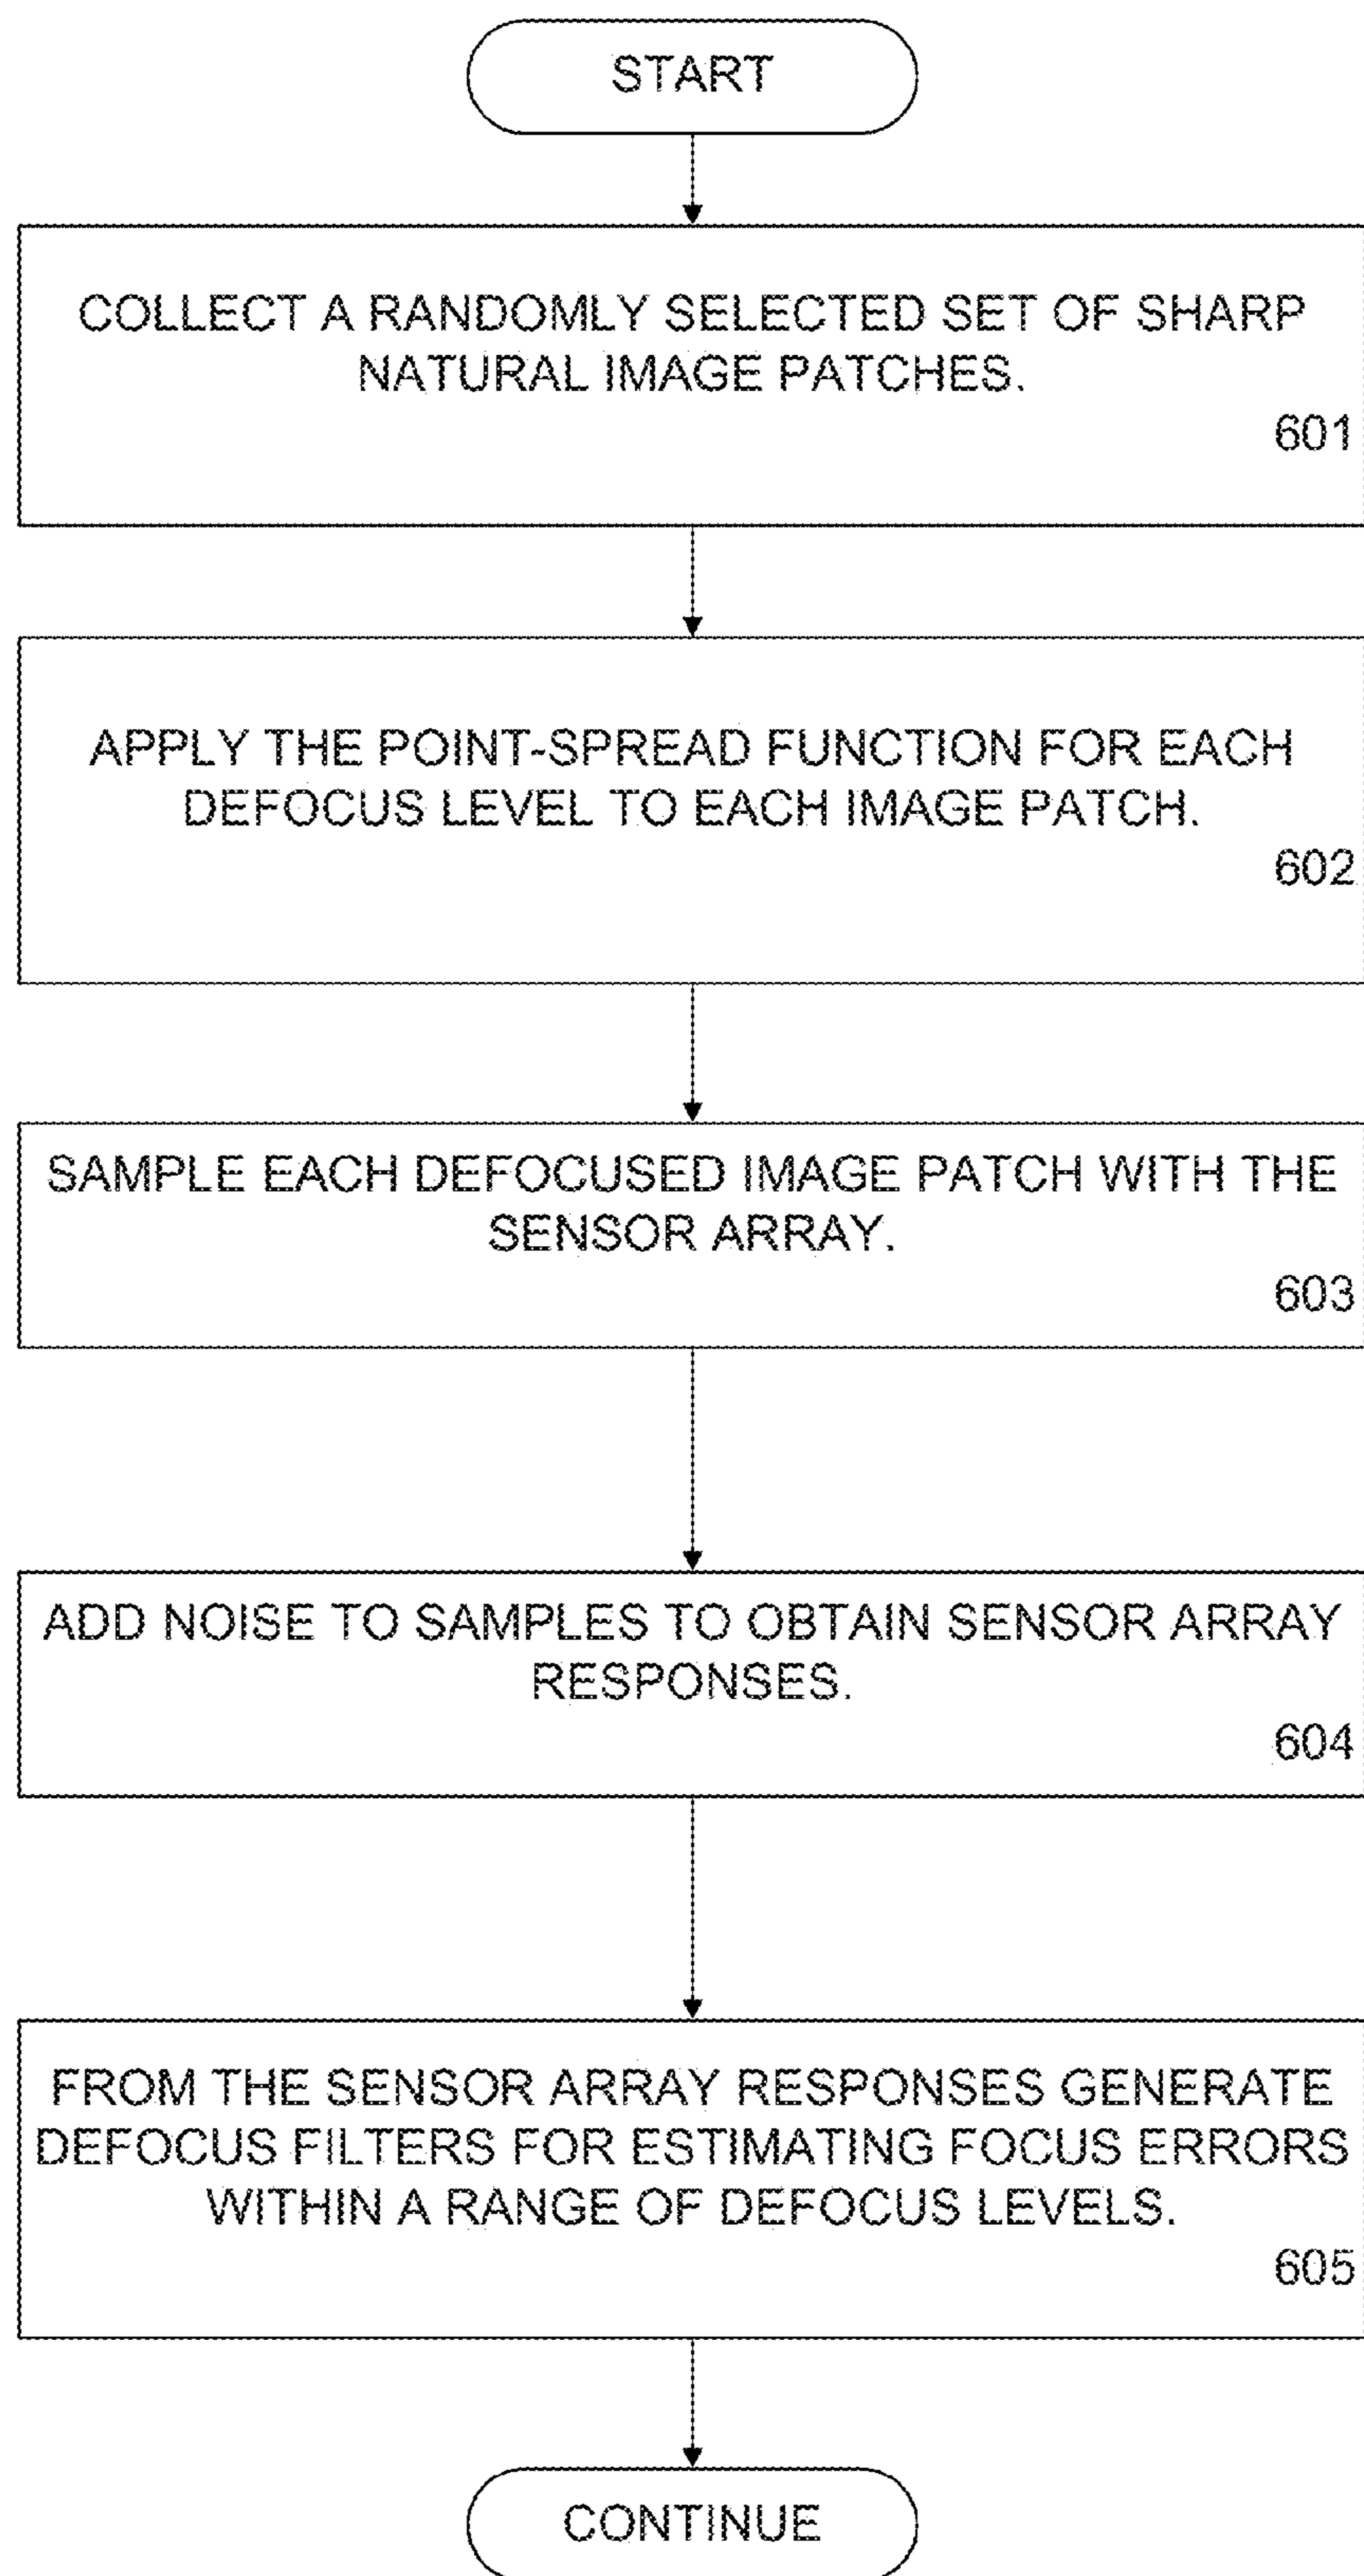 START
COLLECT A RANDOMLY SELECTED SET OF SHARP
NATURAL IMAGE PATCHES.
601
APPLY THE POINT-SPREAD FUNCTION FOR EACH
DEFOCUS LEVEL TO EACH IMAGE PATCH.
602
SAMPLE EACH DEFOCUSED IMAGE PATCH WITH THE
SENSOR ARRAY.
603
ADD NOISE TO SAMPLES TO OBTAIN SENSOR ARRAY
RESPONSES.
604
FROM THE SENSOR ARRAY RESPONSES GENERATE
DEFOCUS FILTERS FOR ESTIMATING FOCUS ERRORS
WITHIN A RANGE OF DEFOCUS LEVELS.
605
CONTINUE